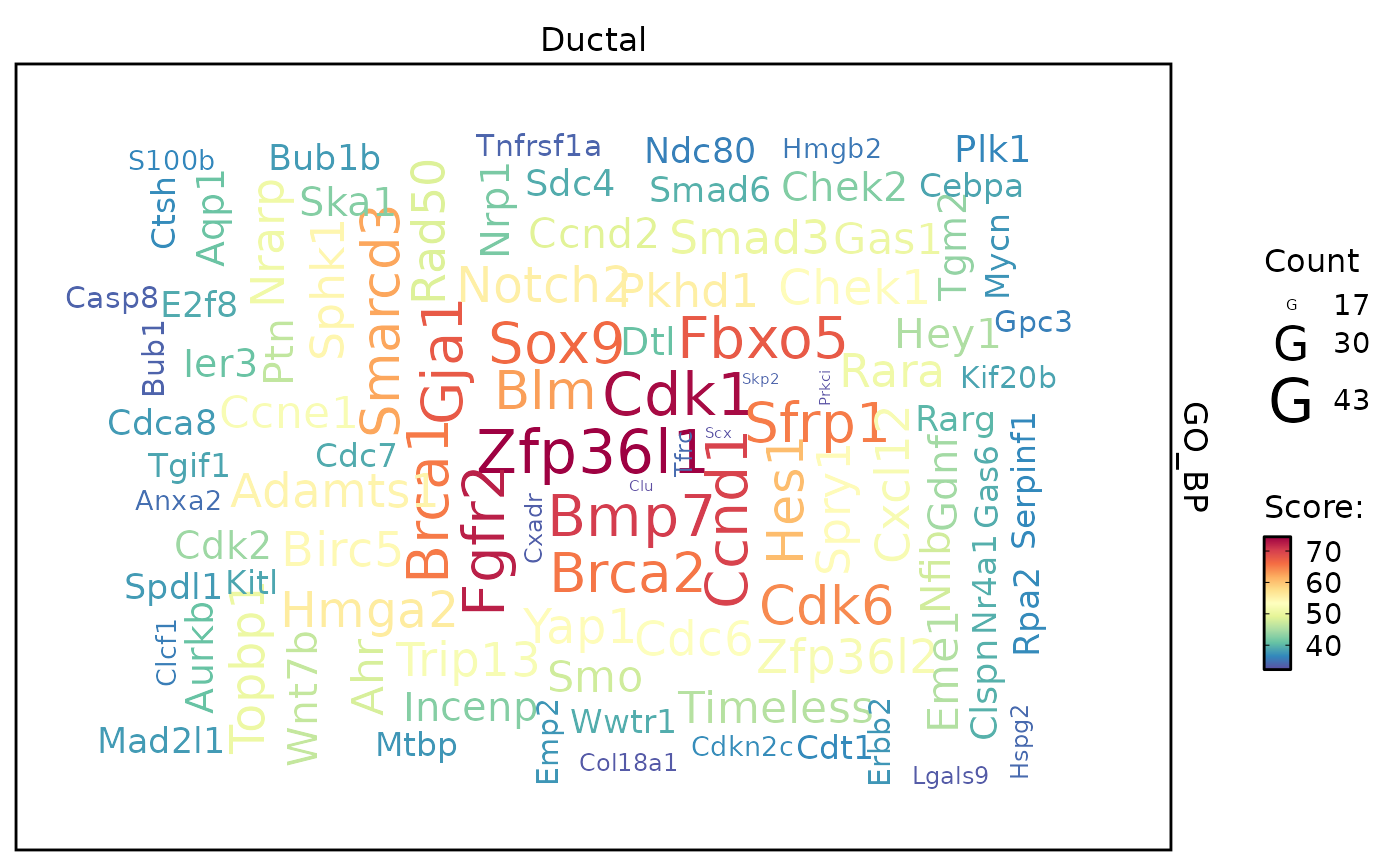 Ductal
S100b
Bub1b
Tnfrsf1a
Ndc80
Hmgb2
Plk1
Ctsh
Aqp1
Nrarp
Ska1
Rad50
Nrp1
Sdc4
Smad6
Chek2
Cebpa
Sphk1
Smarcd3
Ccnd2
Smad3
Gas1
Tgm2
Mycn
Casp8
E2f8
Notch2
Pkhd1
Chek1
Bub1
Ier3
Ptn
Gja1
Sox9
Dtl
Fbxo5
Hey1
Gpc3
Blm
Cdk1
Skp2
Prkci
Rara
Kif20b
Cdca8
Ccne1
Sfrp1
Rarg
Tgif1
Cdc7
Brca1
Zfp36l1
Tfrc
Scx
Cxcl12
Gdnf
Gas6
Serpinf1
Anxa2
Adamts1
Fgfr2
Cxadr
Clu
Bmp7
Ccnd1
Hes1
Spry1
Cdk2
Birc5
Spdl1
Kitl
Brca2
Cdk6
Nfib
Nr4a1
Rpa2
Clcf1
Aurkb
Topbp1
Hmga2
Yap1
Cdc6
Zfp36l2
Eme1
Clspn
Wnt7b
Ahr
Trip13
Smo
Incenp
Timeless
Mad2l1
Mtbp
Emp2
Wwtr1
Col18a1
Cdkn2c
Cdt1
Erbb2
Lgals9
Hspg2
GO_BP
Count
G 17
G 30
G 43
Score:
70
60
50
40